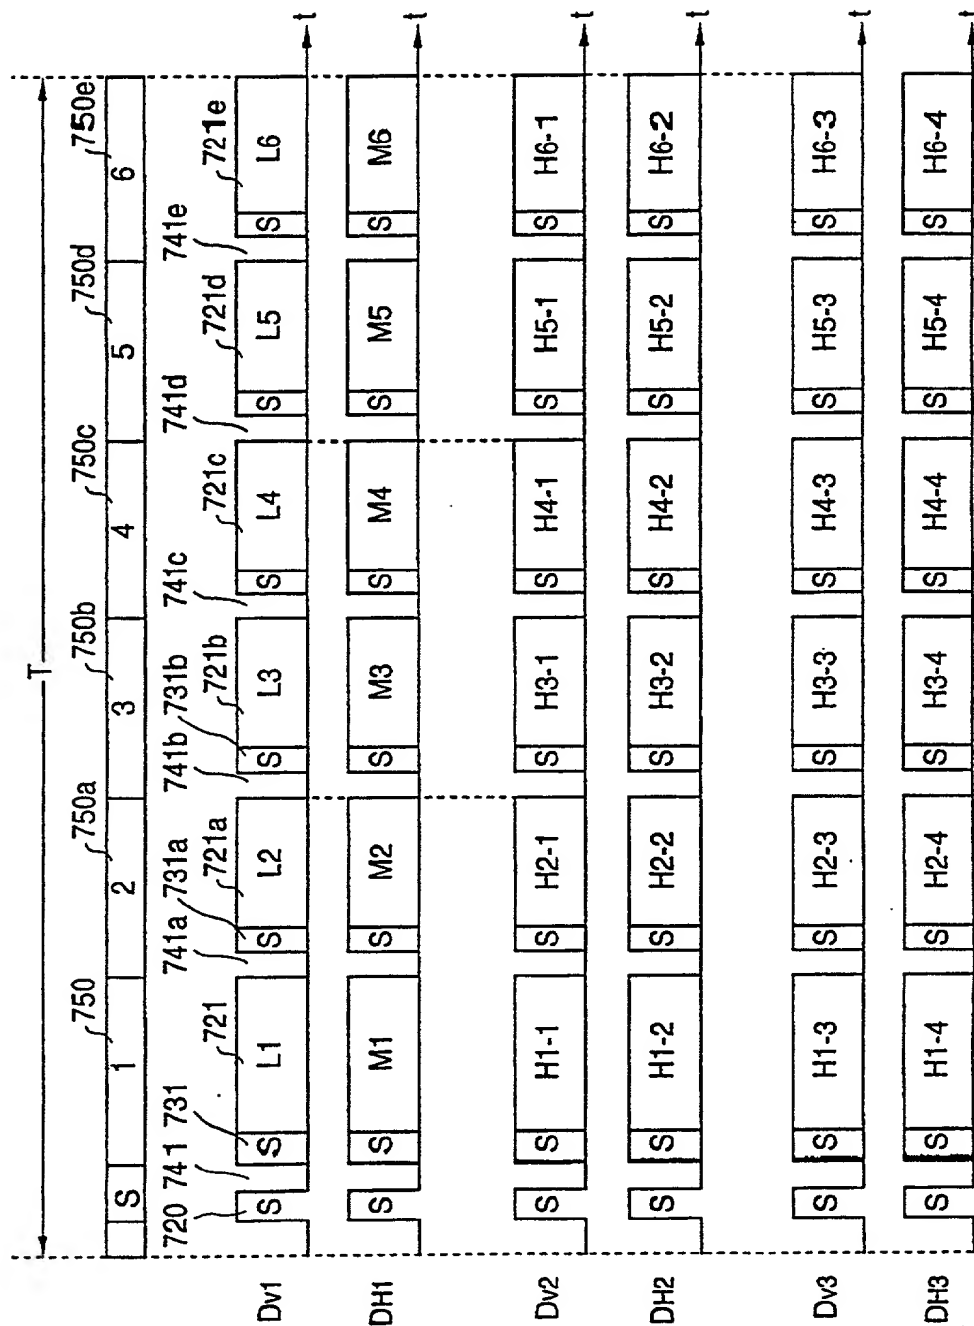 T
750 750a 750b 750c 750d 750e
S 1 2 3 4 5 6
720 741 731 721 741a 731a 721a 741b 731b 721b 741c 721c 741d 721d 741e 721e
Dv1 S S L1 S L2 S L3 S L4 S L5 S L6 t
DH1 S S M1 S M2 S M3 S M4 S M5 S M6 t
Dv2 S S H1-1 S H2-1 S H3-1 S H4-1 S H5-1 S H6-1 t
DH2 S S H1-2 S H2-2 S H3-2 S H4-2 S H5-2 S H6-2 t
Dv3 S S H1-3 S H2-3 S H3-3 S H4-3 S H5-3 S H6-3 t
DH3 S S H1-4 S H2-4 S H3-4 S H4-4 S H5-4 S H6-4 t